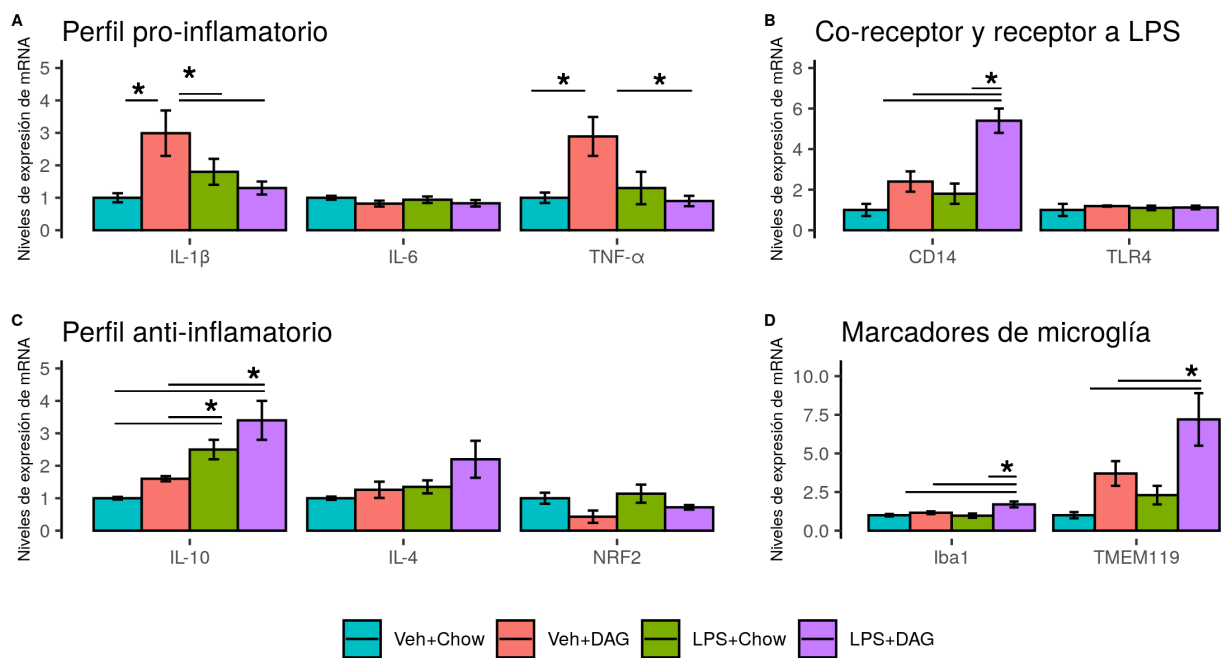 A
Perfil pro-inflamatorio
Niveles de expresión de mRNA
5
4
3
2
1
0
*
*
*
*
IL-1β
IL-6
TNF-α
B
Co-receptor y receptor a LPS
Niveles de expresión de mRNA
8
6
4
2
0
*
CD14
TLR4
C
Perfil anti-inflamatorio
Niveles de expresión de mRNA
5
4
3
2
1
0
*
*
IL-10
IL-4
NRF2
D
Marcadores de microglía
Niveles de expresión de mRNA
10.0
7.5
5.0
2.5
0.0
*
*
Iba1
TMEM119
Veh+Chow
Veh+DAG
LPS+Chow
LPS+DAG